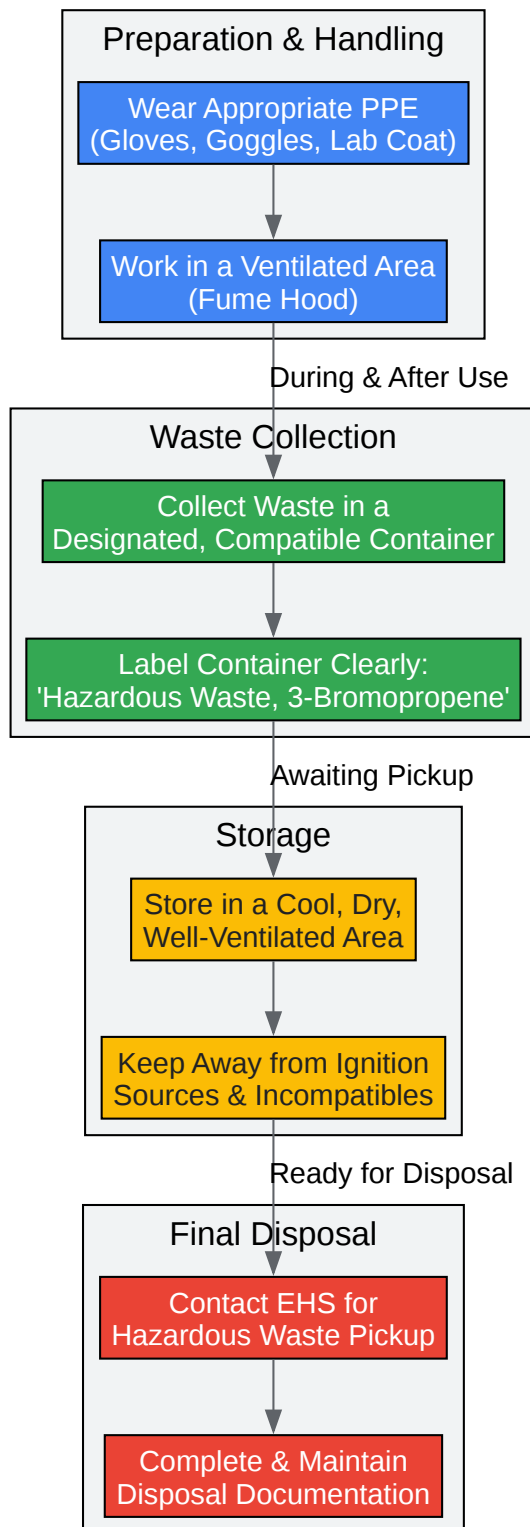 Preparation & Handling
Wear Appropriate PPE
(Gloves, Goggles, Lab Coat)
Work in a Ventilated Area
(Fume Hood)
During & After Use
Waste Collection
Collect Waste in a
Designated, Compatible Container
Label Container Clearly:
'Hazardous Waste, 3-Bromopropene'
Awaiting Pickup
Storage
Store in a Cool, Dry,
Well-Ventilated Area
Keep Away from Ignition
Sources & Incompatibles
Ready for Disposal
Final Disposal
Contact EHS for
Hazardous Waste Pickup
Complete & Maintain
Disposal Documentation